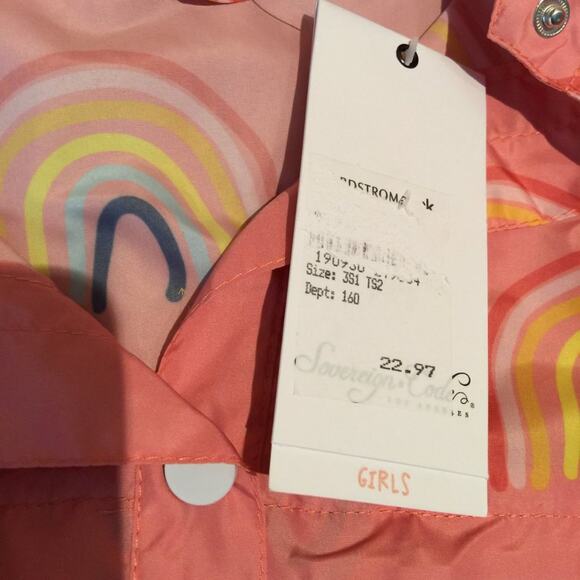 Size: 3S1 TS2
Dept: 160
22.97
Sovereign Code
LOS ANGELES
GIRLS